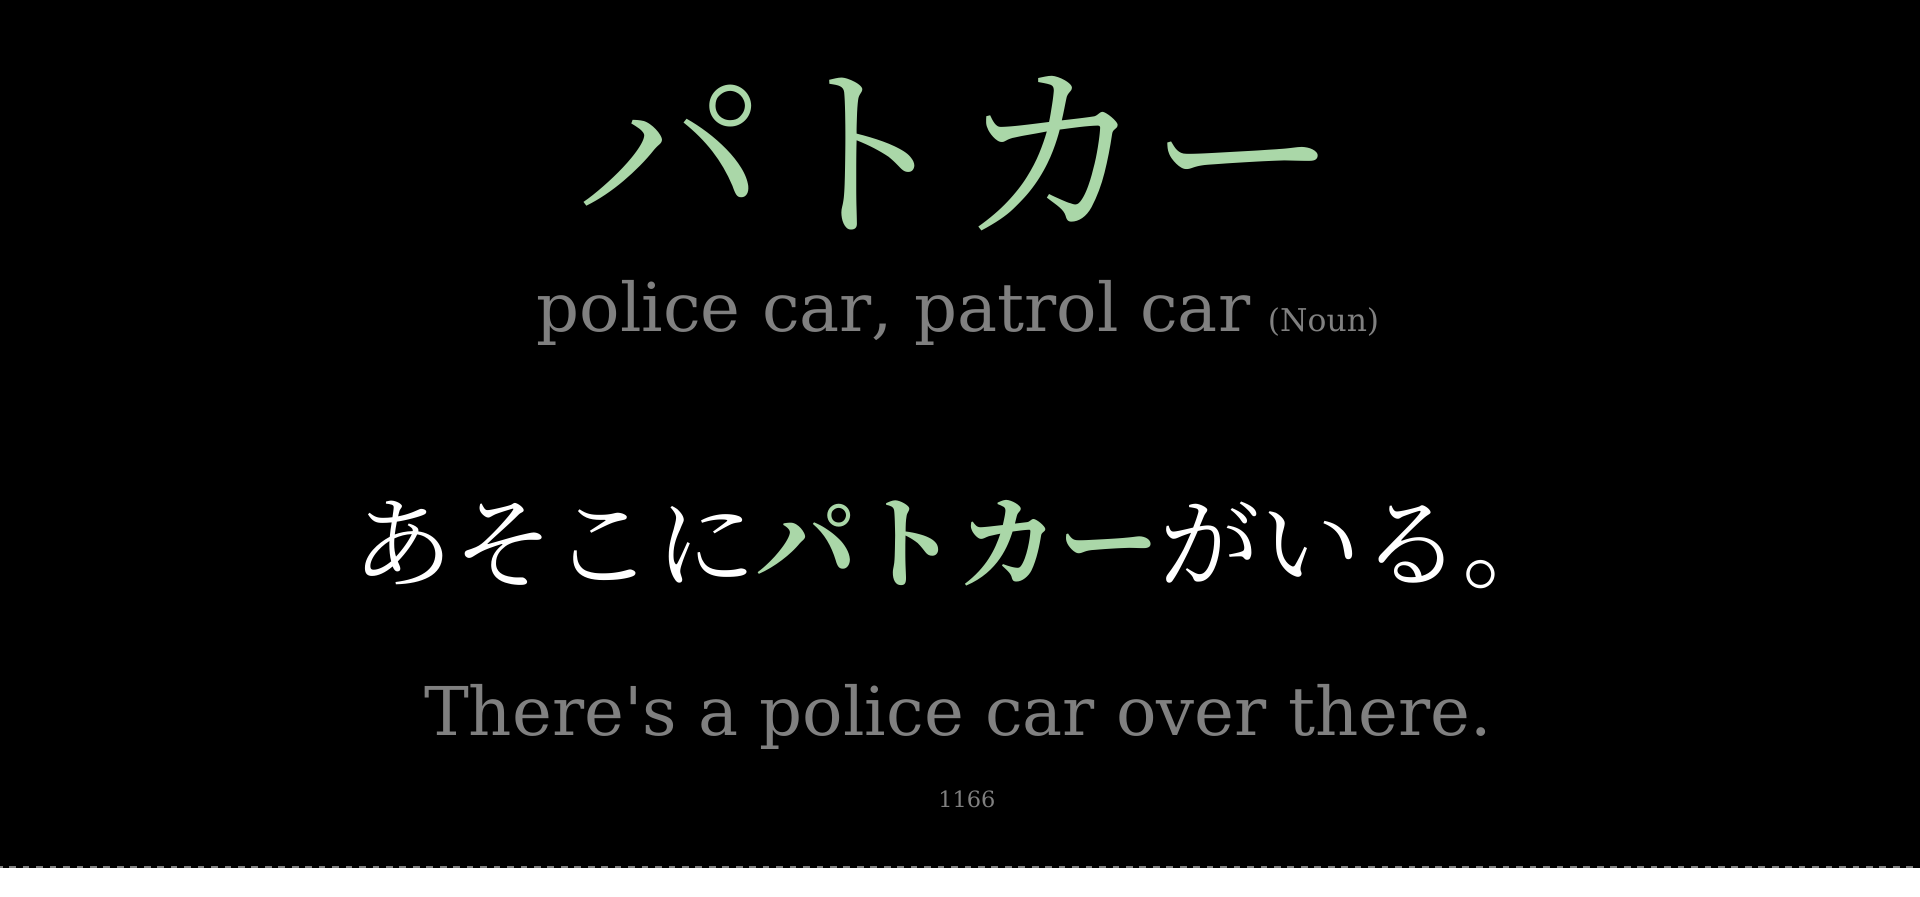 パトカー
police car, patrol car (Noun)
あそこにパトカーがいる。
There's a police car over there.
1166